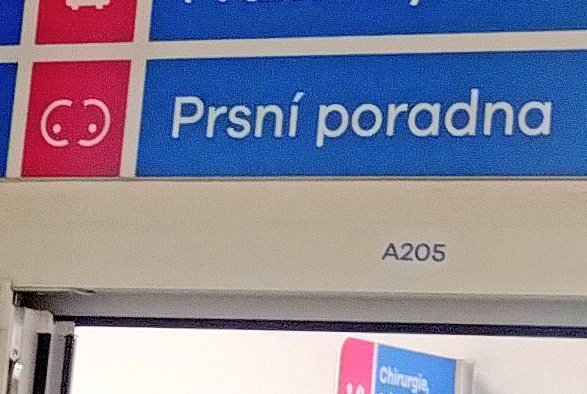 Prsní poradna
A205
Chirurgie,